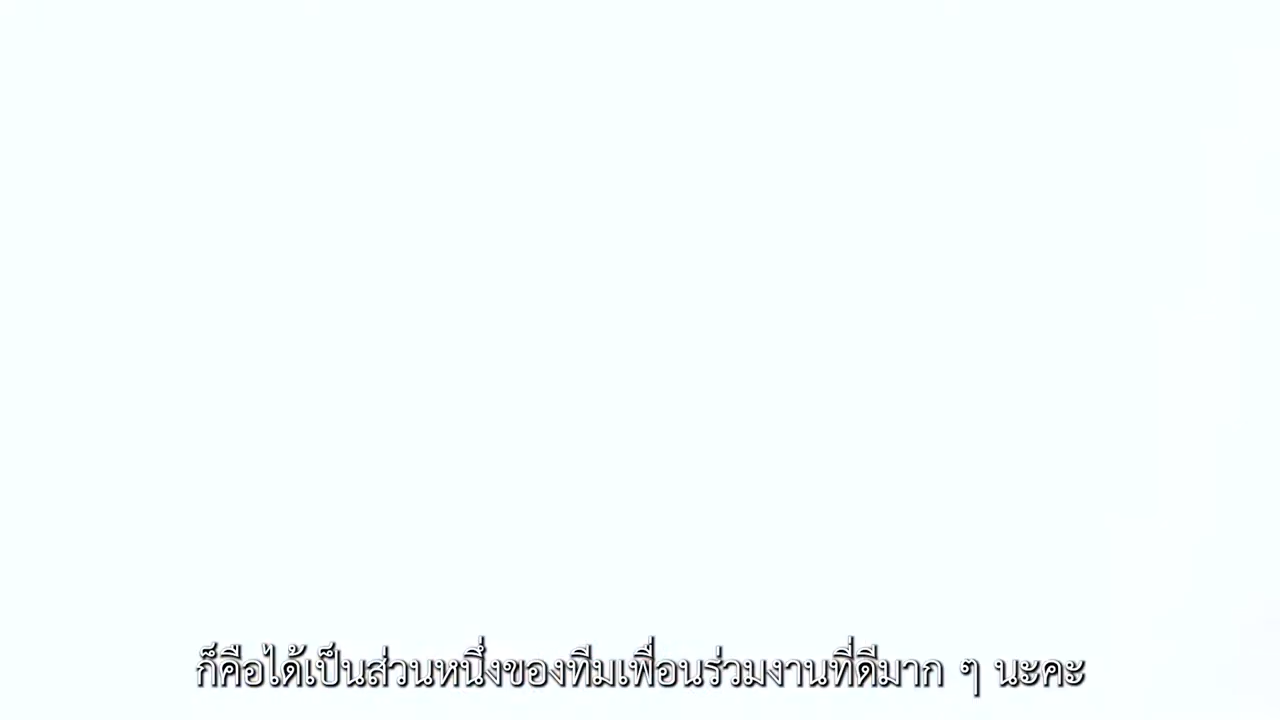 ก็คือได้เป็นส่วนหนึ่งของทีมเพื่อนร่วมงานที่ดีมาก ๆ นะคะ